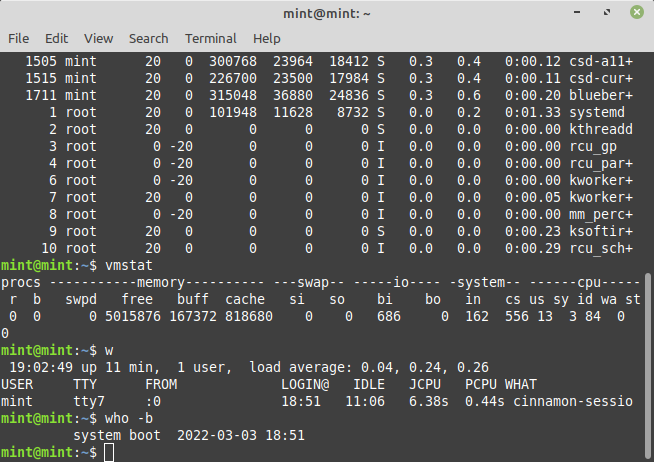 mint@mint: ~
File Edit View Search Terminal Help
1505 mint 20 0 300768 23964 18412 S 0.3 0.4 0:00.12 csd-a11+
1515 mint 20 0 226700 23500 17984 S 0.3 0.4 0:00.11 csd-cur+
1711 mint 20 0 315048 36880 24836 S 0.3 0.6 0:00.20 blueber+
1 root 20 0 101948 11628 8732 S 0.0 0.2 0:01.33 systemd
2 root 20 0 0 0 0 S 0.0 0.0 0:00.00 kthreadd
3 root 0 -20 0 0 0 I 0.0 0.0 0:00.00 rcu_gp
4 root 0 -20 0 0 0 I 0.0 0.0 0:00.00 rcu_par+
6 root 0 -20 0 0 0 I 0.0 0.0 0:00.00 kworker+
7 root 20 0 0 0 0 I 0.0 0.0 0:00.05 kworker+
8 root 0 -20 0 0 0 I 0.0 0.0 0:00.00 mm_perc+
9 root 20 0 0 0 0 S 0.0 0.0 0:00.23 ksoftir+
10 root 20 0 0 0 0 I 0.0 0.0 0:00.29 rcu_sch+
mint@mint:~$ vmstat
procs -----------memory---------- ---swap-- -----io---- -system-- ------cpu-----
r b swpd free buff cache si so bi bo in cs us sy id wa st
0 0 0 5015876 167372 818680 0 0 686 0 162 556 13 3 84 0
0
mint@mint:~$ w
19:02:49 up 11 min, 1 user, load average: 0.04, 0.24, 0.26
USER TTY FROM LOGIN@ IDLE JCPU PCPU WHAT
mint tty7 :0 18:51 11:06 6.38s 0.44s cinnamon-sessio
mint@mint:~$ who -b
system boot 2022-03-03 18:51
mint@mint:~$